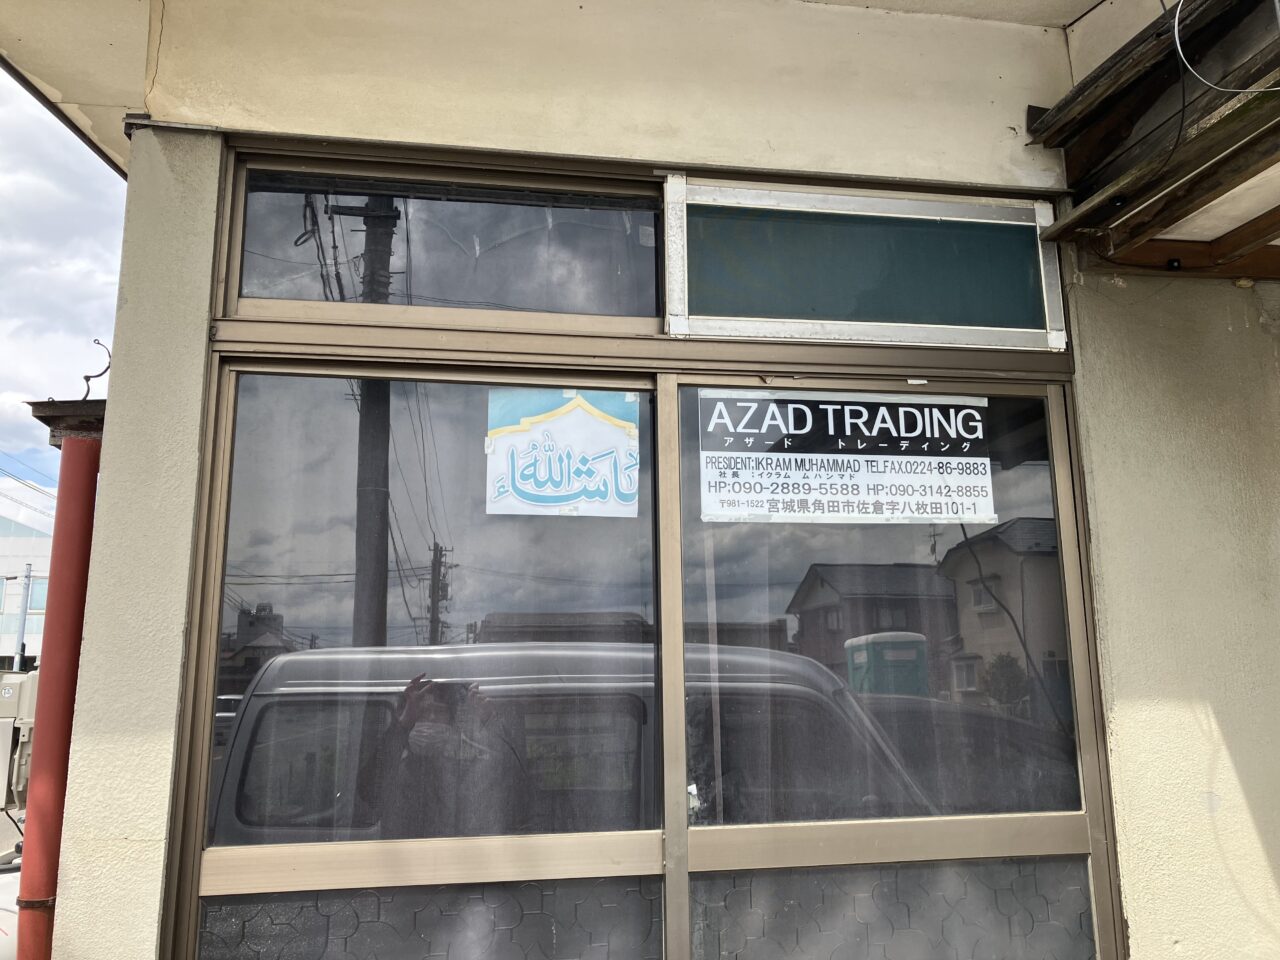 ما شاء الله
AZAD TRADING
アザード トレーディング
PRESIDENT:IKRAM MUHAMMAD TELFAX.0224-86-9883
社長 :イクラム ムハンマド
HP:090-2889-5588 HP:090-3142-8855
〒981-1522 宮城県角田市佐倉字八枚田101-1